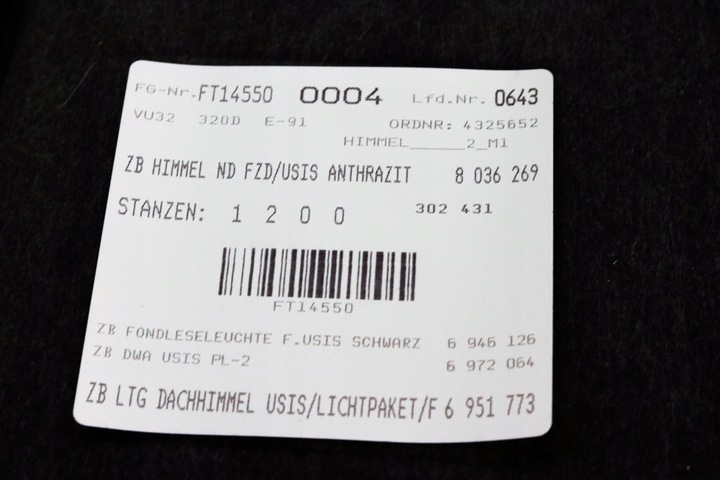 FG-Nr.FT14550 0004 Lfd.Nr. 0643
VU32 320D E-91 ORDNR: 4325652
HIMMEL_____2_M1
ZB HIMMEL ND FZD/USIS ANTHRAZIT 8 036 269
STANZEN: 1 2 0 0 302 431
FT14550
ZB FONDLESELEUCHTE F.USIS SCHWARZ 6 946 126
ZB DWA USIS PL-2 6 972 064
ZB LTG DACHHIMMEL USIS/LICHTPAKET/F 6 951 773